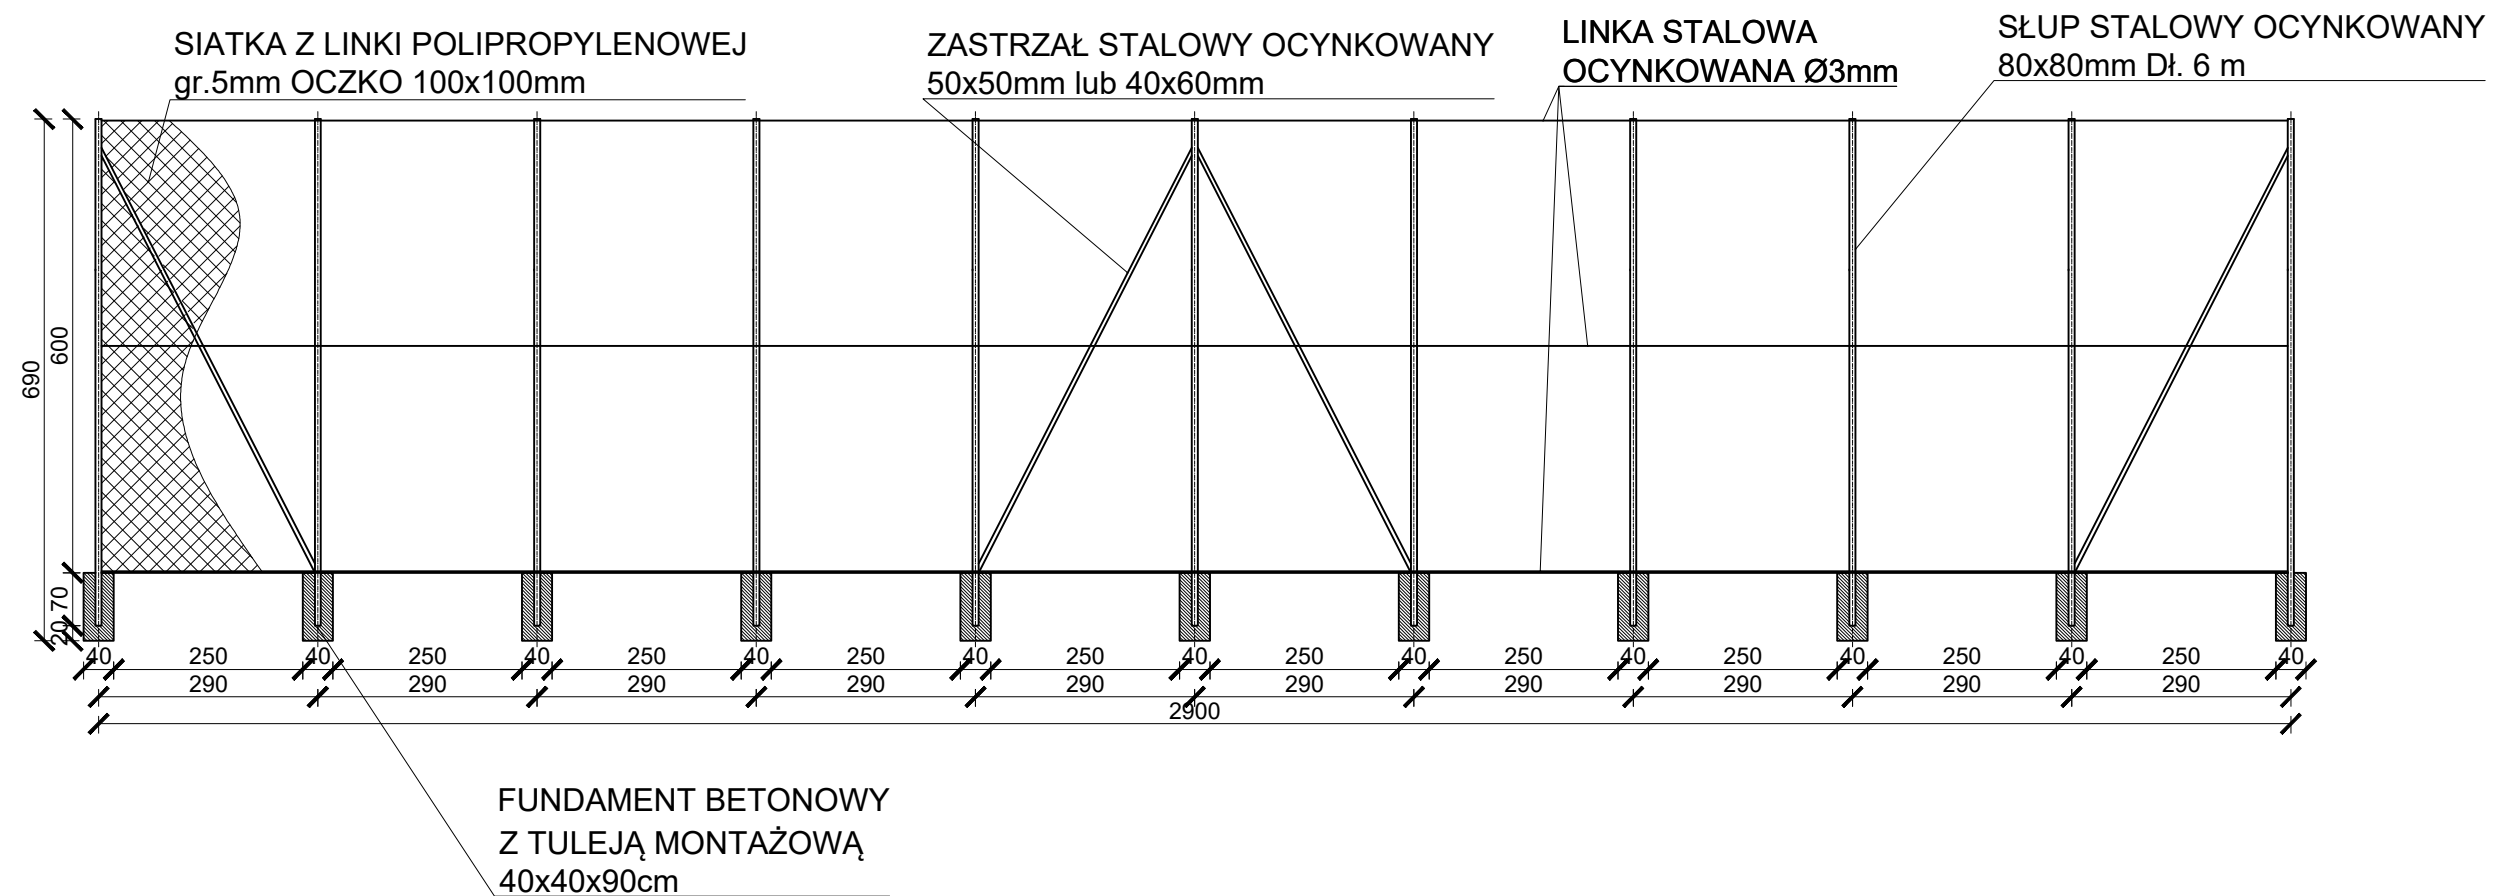 SIATKA Z LINKI POLIPROPYLENOWEJ
gr.5mm OCZKO 100x100mm
ZASTRZAŁ STALOWY OCYNKOWANY
50x50mm lub 40x60mm
LINKA STALOWA
OCYNKOWANA Ø3mm
SŁUP STALOWY OCYNKOWANY
80x80mm Dł. 6 m
690
600
70
20
40 250 40 250 40 250 40 250 40 250 40 250 40 250 40 250 40 250 40 250 40
290 290 290 290 290 290 290 290 290 290
2900
FUNDAMENT BETONOWY
Z TULEJĄ MONTAŻOWĄ
40x40x90cm